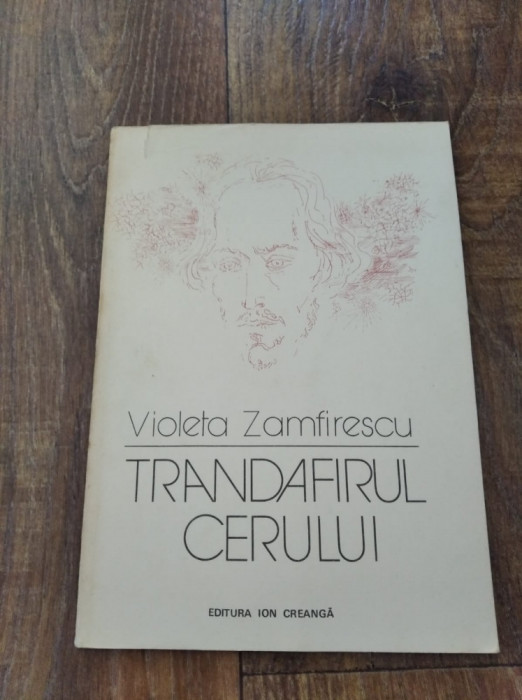 Violeta Zamfirescu
TRANDAFIRUL
CERULUI
EDITURA ION CREANGĂ